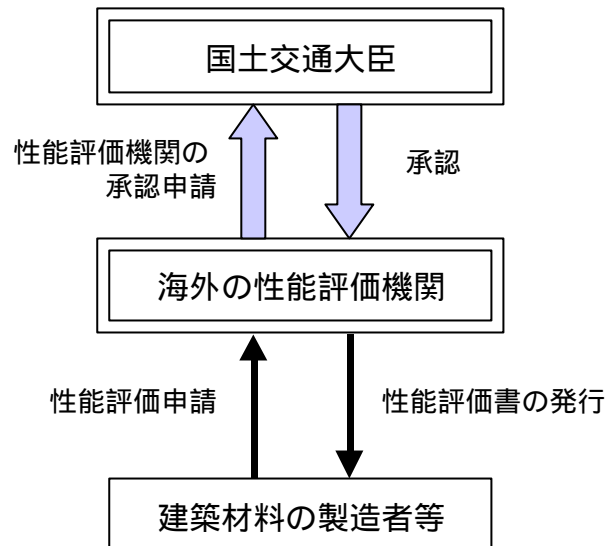 国土交通大臣
性能評価機関の
承認申請
承認
海外の性能評価機関
性能評価申請
性能評価書の発行
建築材料の製造者等